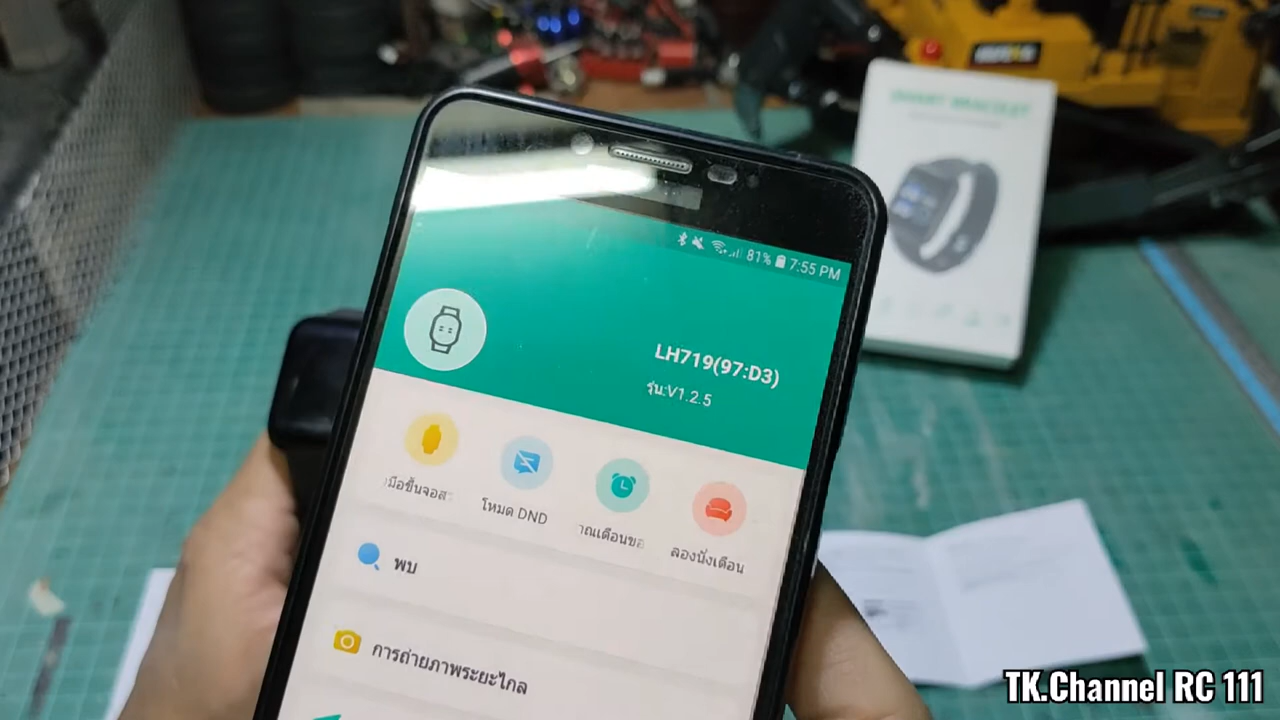 SMART BRACELET
81% 7:55 PM
LH719(97:D3)
รุ่น:V1.2.5
โหมด DND
ลองนั่งเตือน
พบ
การถ่ายภาพระยะไกล
TK.Channel RC 111